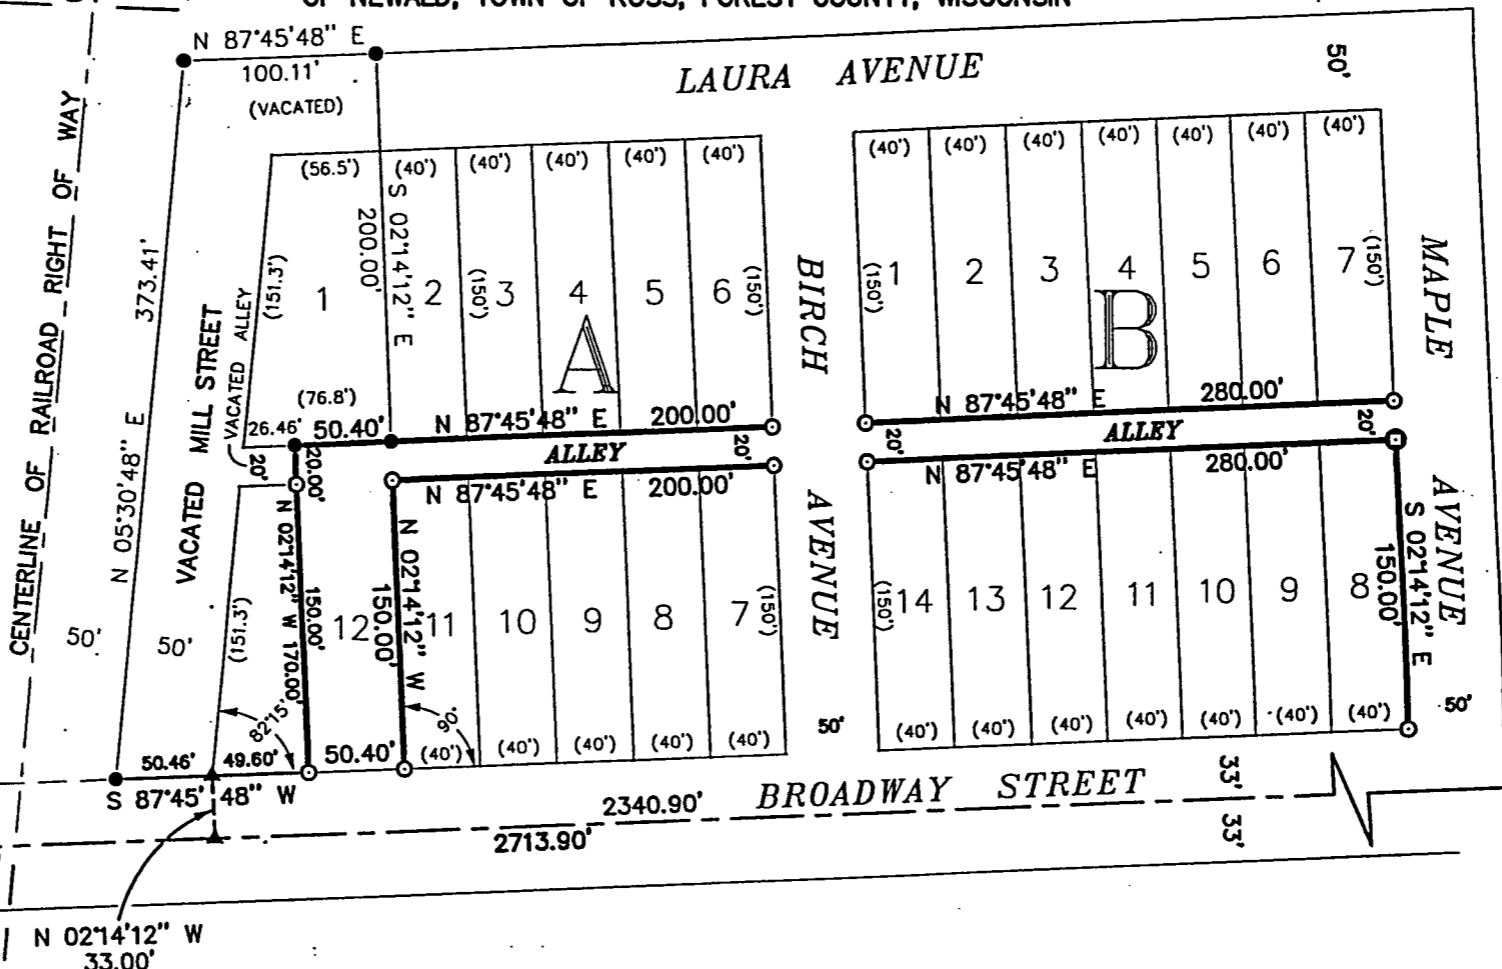 OF NEWALD, TOWN OF ROSS, FOREST COUNTY, WISCONSIN
N 87°45'48" E
100.11'
(VACATED)
LAURA AVENUE
50'
(56.5') (40') (40') (40') (40') (40')
(40') (40') (40') (40') (40') (40') (40')
CENTERLINE OF RAILROAD RIGHT OF WAY
373.41'
N 05°30'48" E
VACATED MILL STREET
VACATED ALLEY
(151.3')
S 02°14'12" E
200.00'
1 2 3 4 5 6
(150') (150')
A
BIRCH
(150')
1 2 3 4 5 6 7
(150')
B
MAPLE
(76.8')
26.46' 50.40' N 87°45'48" E 200.00'
N 87°45'48" E 280.00'
20' 20.00' ALLEY 20'
20' ALLEY 20'
N 87°45'48" E 200.00'
N 87°45'48" E 280.00'
N 02°14'12" W 170.00'
150.00'
N 02°14'12" W
150.00'
AVENUE
AVENUE
S 02°14'12" E
150.00'
50' 50'
(151.3')
12 11 10 9 8 7
(150')
(150')
14 13 12 11 10 9 8
82°15'
90°
50'
50'
50.46' 49.60' 50.40' (40') (40') (40') (40') (40')
(40') (40') (40') (40') (40') (40') (40')
S 87°45'48" W
BROADWAY STREET
2340.90'
2713.90'
33'
33'
N 02°14'12" W
33.00'